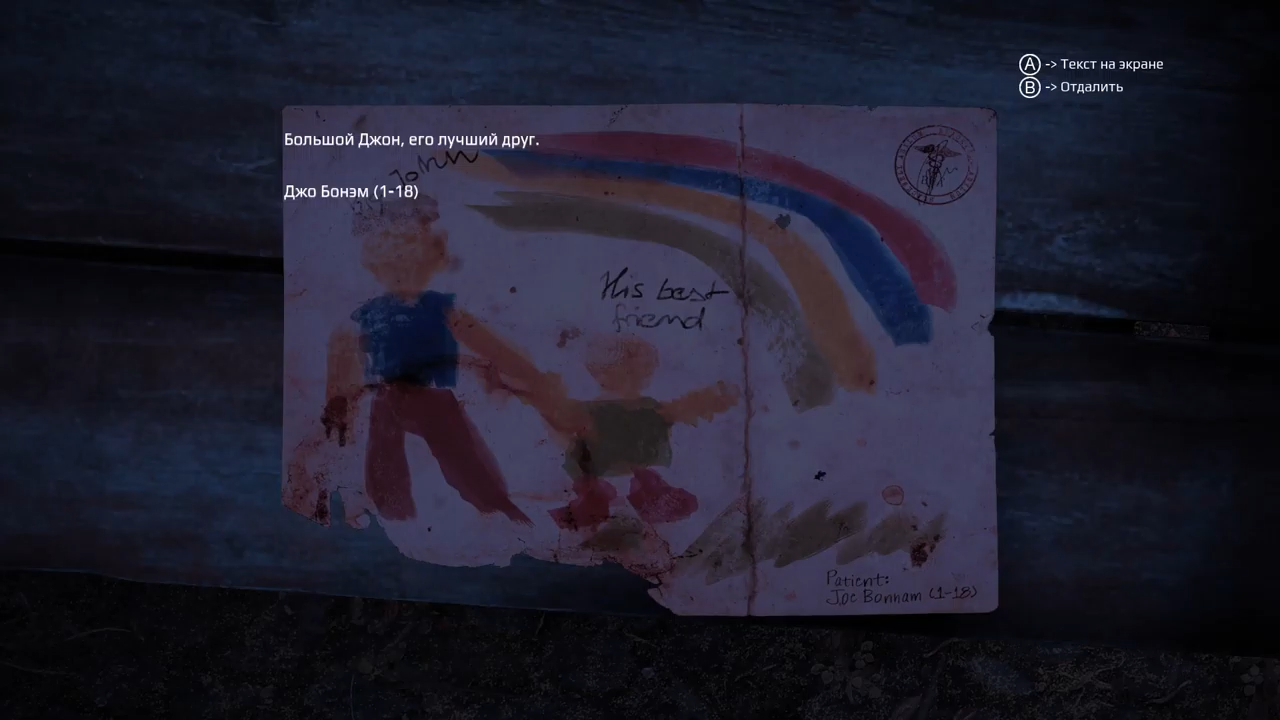 Ⓐ -> Текст на экране
Ⓑ -> Отдалить
Большой Джон, его лучший друг.
John
Джо Бонэм (1-18)
His best
friend
Patient:
Joe Bonham (1-18)